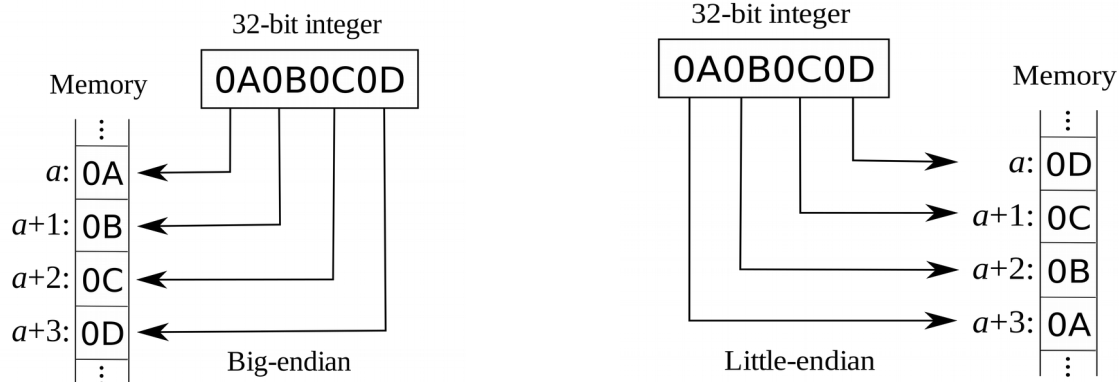 32-bit integer
0A0B0C0D
Memory
⋮
a: 0A
a+1: 0B
a+2: 0C
a+3: 0D
⋮
Big-endian
32-bit integer
0A0B0C0D
Memory
⋮
a: 0D
a+1: 0C
a+2: 0B
a+3: 0A
⋮
Little-endian